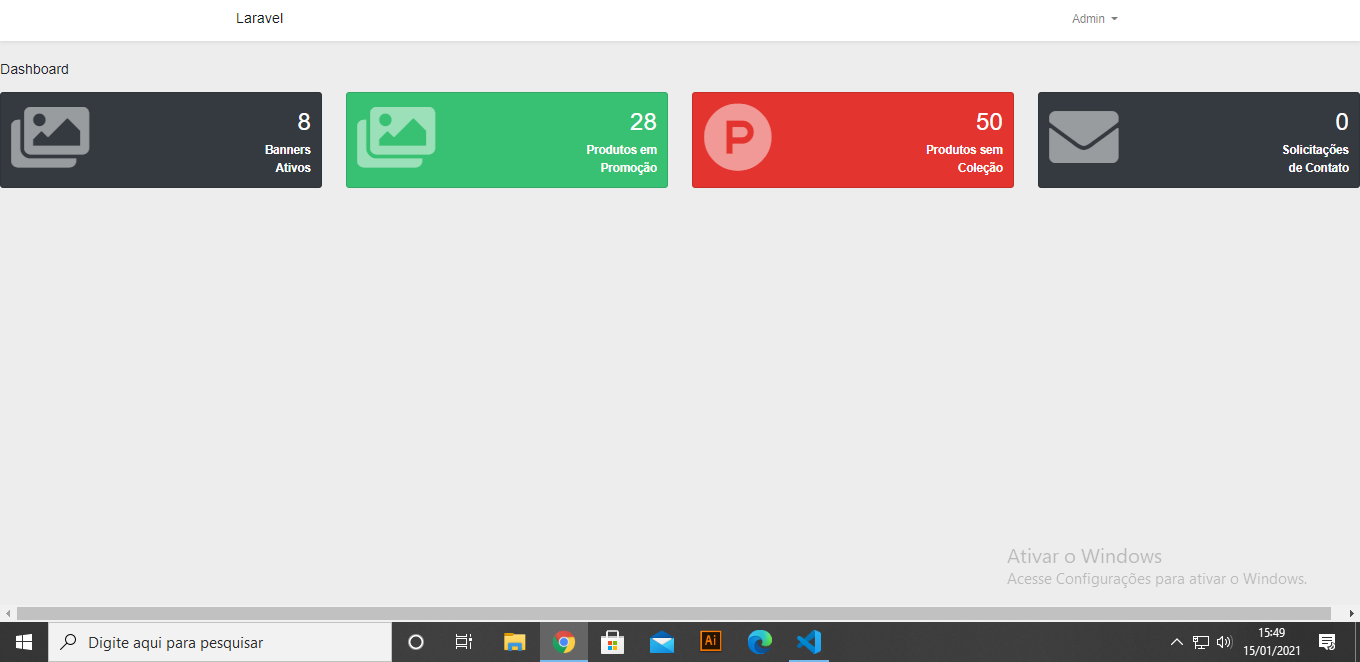 Laravel
Admin
Dashboard
8
Banners
Ativos
28
Produtos em
Promoção
P
50
Produtos sem
Coleção
0
Solicitações
de Contato
Ativar o Windows
Acesse Configurações para ativar o Windows.
Digite aqui para pesquisar
Ai
15:49
15/01/2021